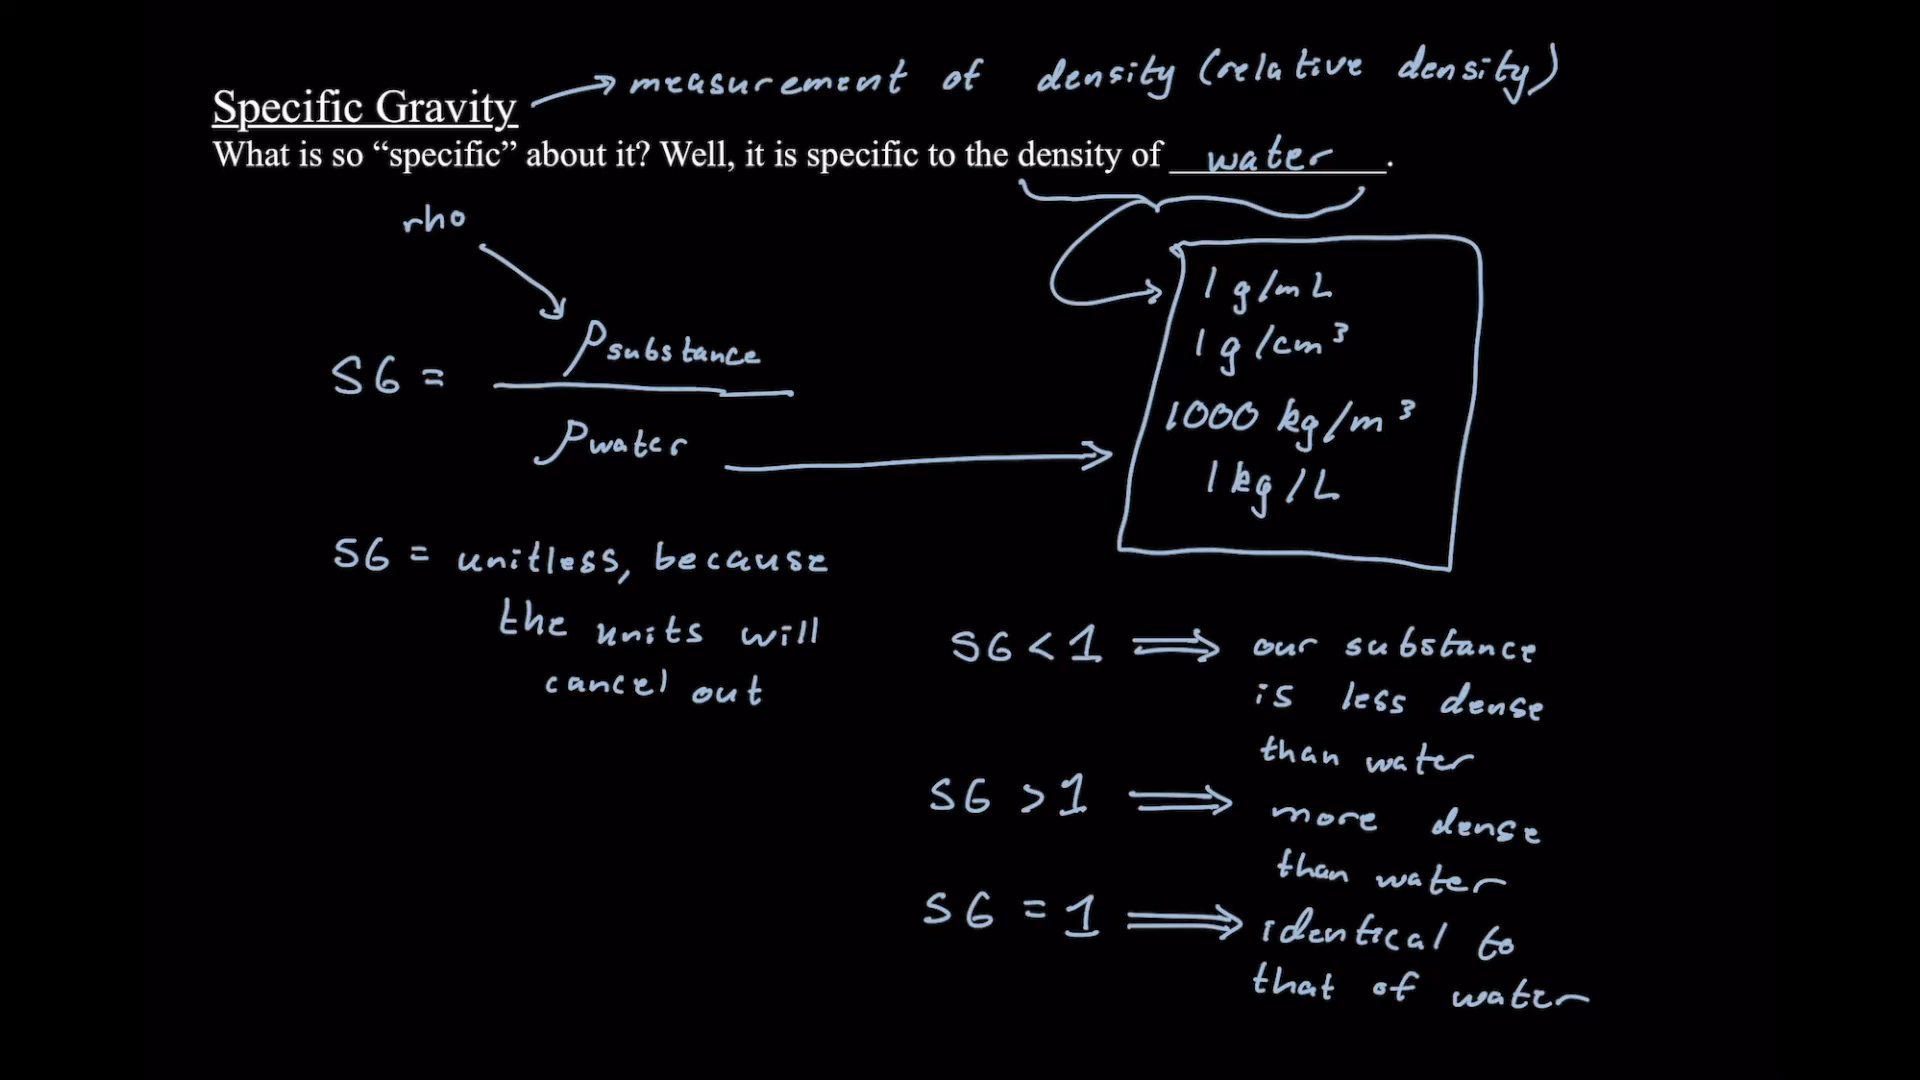 Specific Gravity → measurement of density (relative density)
What is so “specific” about it? Well, it is specific to the density of water.
rho
SG = ρsubstance / ρwater
1 g/mL
1 g/cm³
1000 kg/m³
1 kg/L
SG = unitless, because
the units will
cancel out
SG < 1 ⇒ our substance
is less dense
than water
SG > 1 ⇒ more dense
than water
SG = 1 ⇒ identical to
that of water